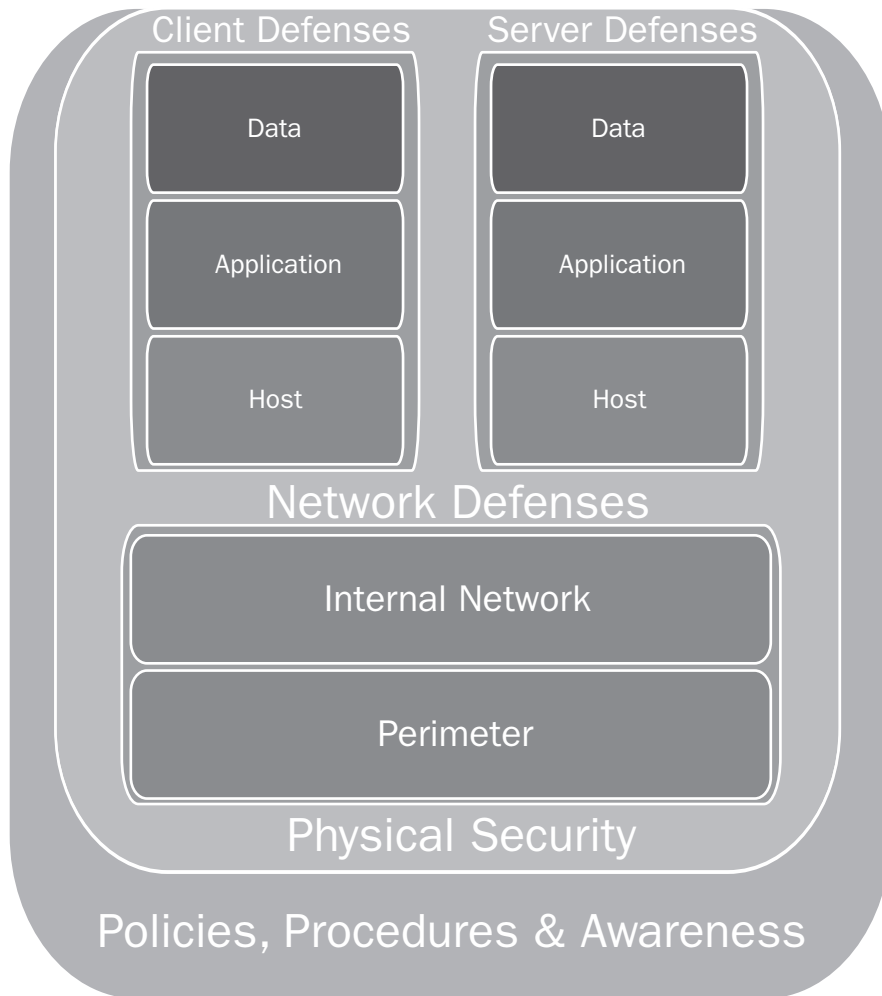 Client Defenses
Data
Application
Host
Server Defenses
Data
Application
Host
Network Defenses
Internal Network
Perimeter
Physical Security
Policies, Procedures & Awareness